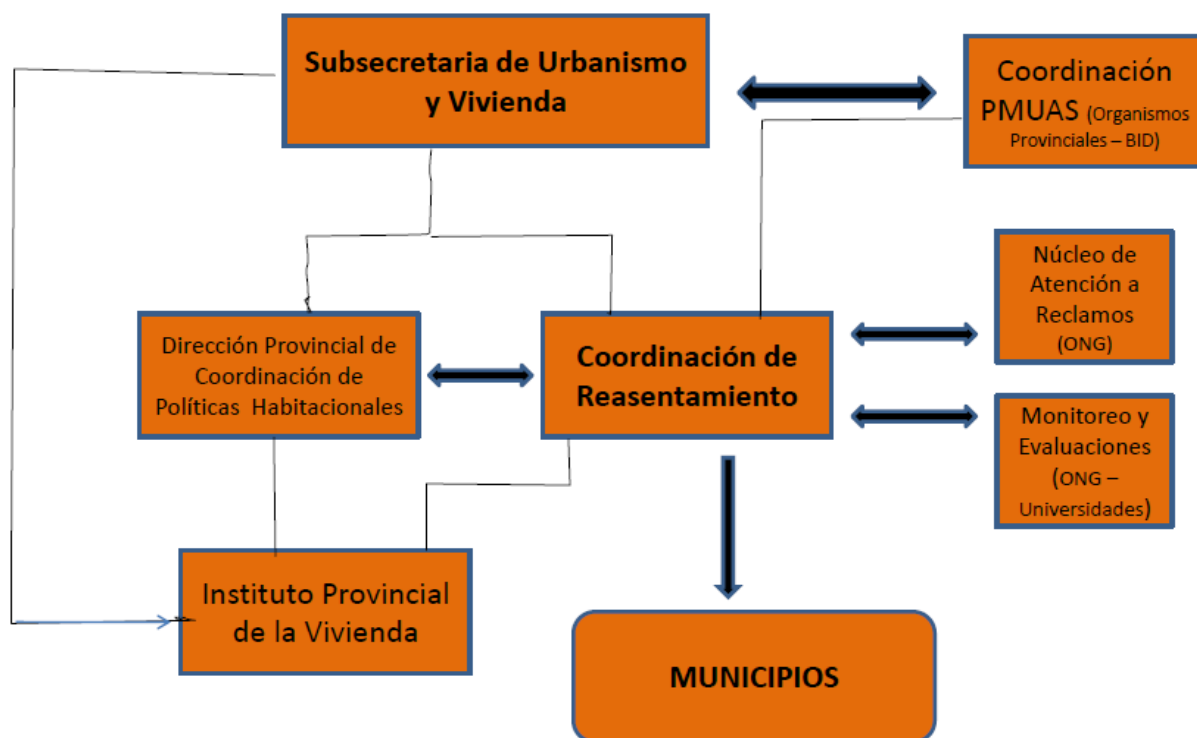 Subsecretaria de Urbanismo
y Vivienda
Coordinación
PMUAS (Organismos
Provinciales – BID)
Núcleo de
Atención a
Reclamos
(ONG)
Dirección Provincial de
Coordinación de
Políticas Habitacionales
Coordinación de
Reasentamiento
Monitoreo y
Evaluaciones
(ONG –
Universidades)
Instituto Provincial
de la Vivienda
MUNICIPIOS